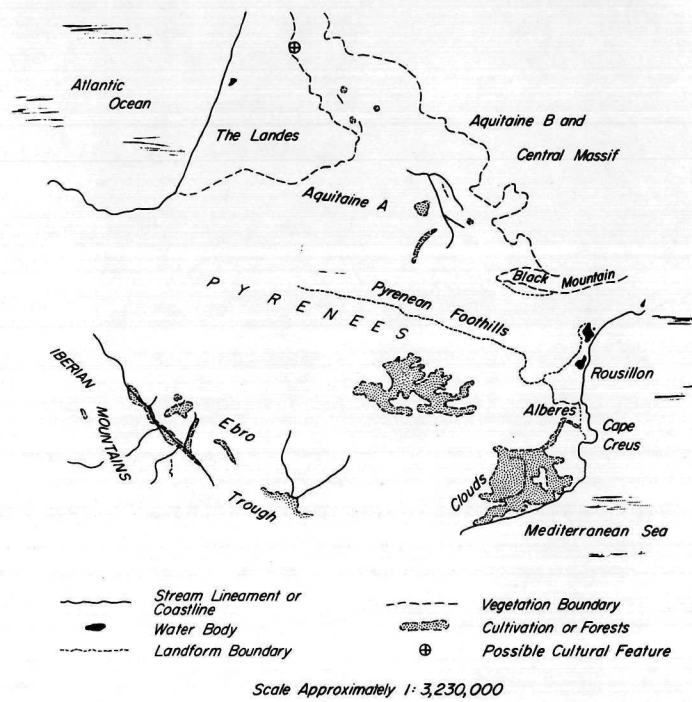 Atlantic
Ocean
The Landes
Aquitaine B and
Central Massif
Aquitaine A
Black Mountain
PYRENEES
Pyrenean Foothills
Rousillon
IBERIAN
MOUNTAINS
Ebro
Trough
Alberes
Cape
Creus
Clouds
Mediterranean Sea
Stream Lineament or
Coastline
Water Body
Landform Boundary
Vegetation Boundary
Cultivation or Forests
Possible Cultural Feature
Scale Approximately 1:3,230,000